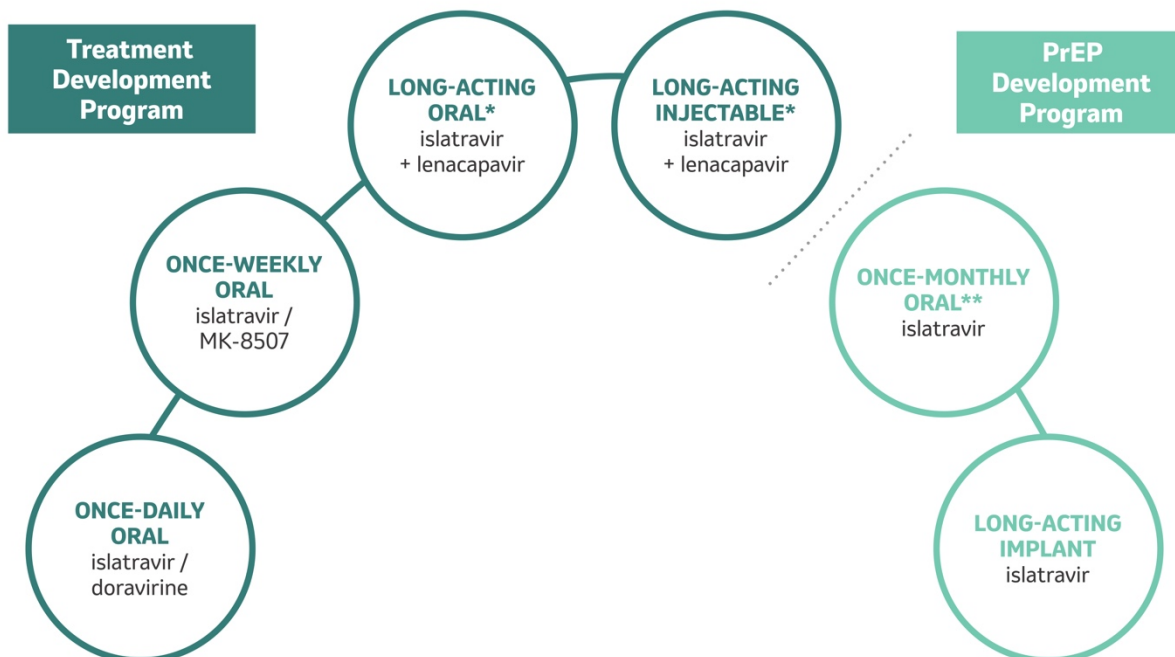 Treatment
Development
Program
LONG-ACTING
ORAL*
islatravir
+ lenacapavir
LONG-ACTING
INJECTABLE*
islatravir
+ lenacapavir
PrEP
Development
Program
ONCE-WEEKLY
ORAL
islatravir /
MK-8507
ONCE-MONTHLY
ORAL**
islatravir
ONCE-DAILY
ORAL
islatravir /
doravirine
LONG-ACTING
IMPLANT
islatravir